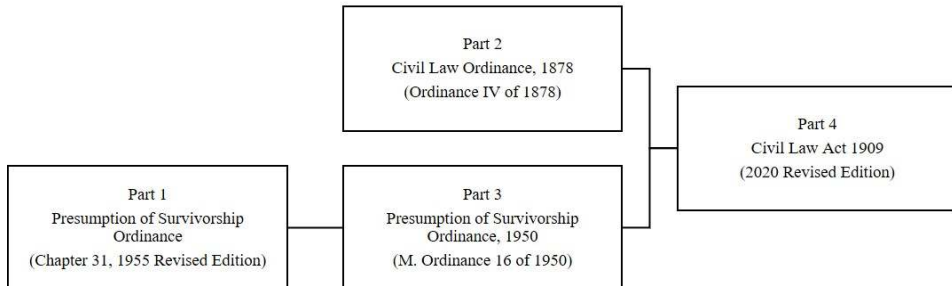 Part 2
Civil Law Ordinance, 1878
(Ordinance IV of 1878)
Part 4
Civil Law Act 1909
(2020 Revised Edition)
Part 1
Presumption of Survivorship
Ordinance
(Chapter 31, 1955 Revised Edition)
Part 3
Presumption of Survivorship
Ordinance, 1950
(M. Ordinance 16 of 1950)